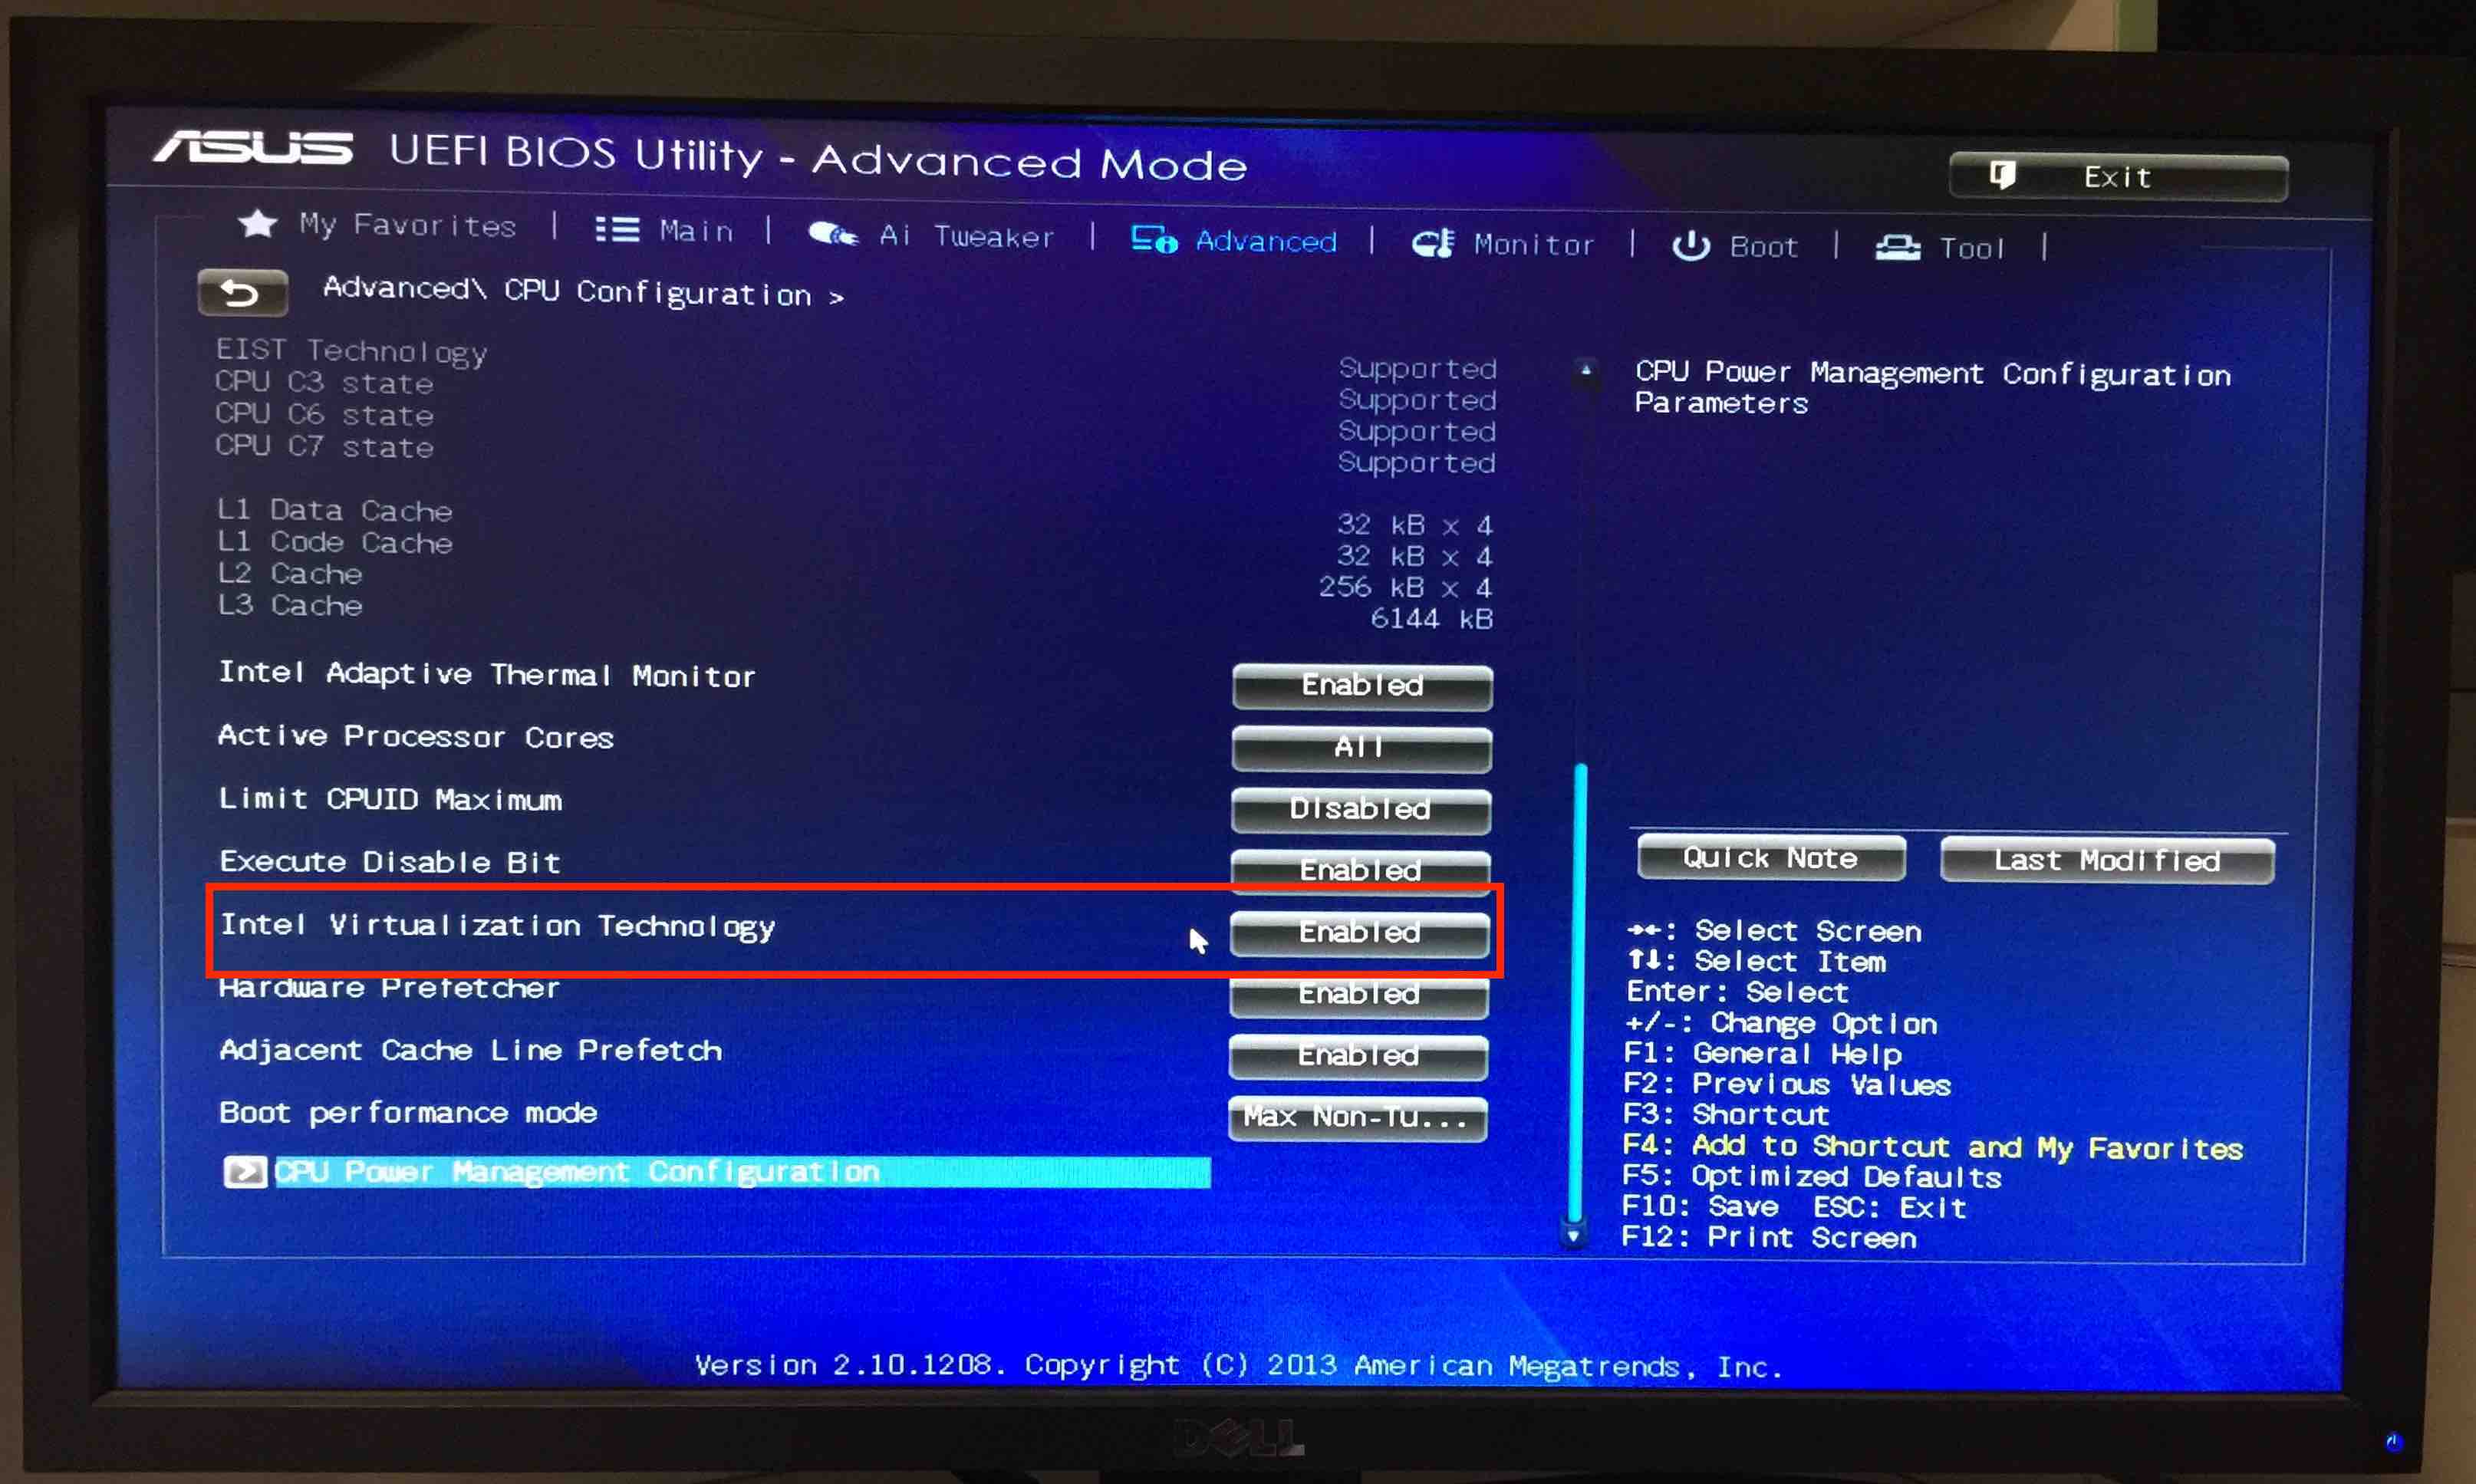 ASUS UEFI BIOS Utility - Advanced Mode
Exit
My Favorites | Main | Ai Tweaker | Advanced | Monitor | Boot | Tool |
Advanced\ CPU Configuration >
EIST Technology Supported
CPU C3 state Supported
CPU C6 state Supported
CPU C7 state Supported
L1 Data Cache 32 kB x 4
L1 Code Cache 32 kB x 4
L2 Cache 256 kB x 4
L3 Cache 6144 kB
Intel Adaptive Thermal Monitor Enabled
Active Processor Cores All
Limit CPUID Maximum Disabled
Execute Disable Bit Enabled
Intel Virtualization Technology Enabled
Hardware Prefetcher Enabled
Adjacent Cache Line Prefetch Enabled
Boot performance mode Max Non-Tu...
> CPU Power Management Configuration
CPU Power Management Configuration
Parameters
Quick Note Last Modified
→←: Select Screen
↑↓: Select Item
Enter: Select
+/-: Change Option
F1: General Help
F2: Previous Values
F3: Shortcut
F4: Add to Shortcut and My Favorites
F5: Optimized Defaults
F10: Save ESC: Exit
F12: Print Screen
Version 2.10.1208. Copyright (C) 2013 American Megatrends, Inc.
DELL